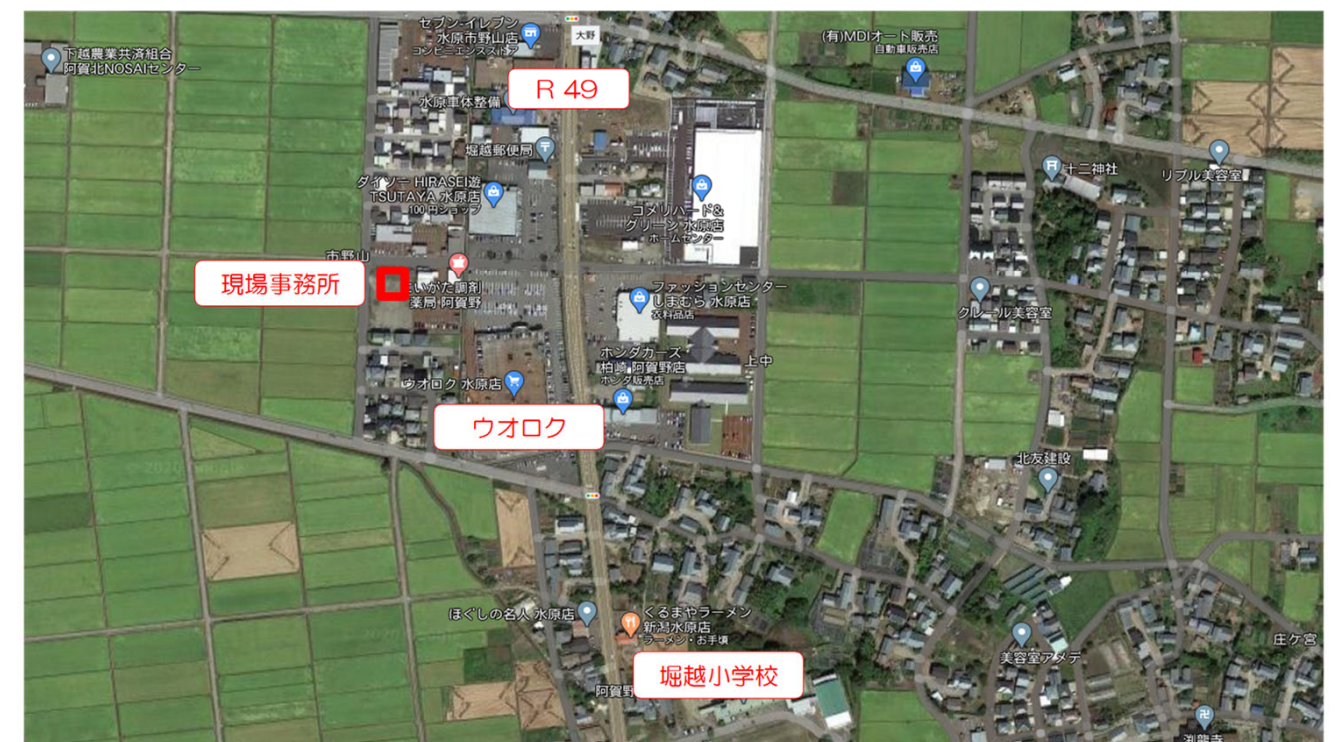 セブン-イレブン
水原市野山店
コンビニエンスストア
大野
(有)MDIオート販売
自動車販売店
下越農業共済組合
阿賀北NOSAIセンター
R 49
水原車体整備
堀越郵便局
十二神社
リブル美容室
ダイソー HIRASEI遊
TSUTAYA 水原店
100 円ショップ
コメリハード&
グリーン 水原店
ホームセンター
市野山
現場事務所
いがた調剤
薬局 阿賀野
ファッションセンター
しまむら 水原店
衣料品店
クレール美容室
ホンダカーズ
柏崎 阿賀野店
ホンダ販売店
上中
ウオロク 水原店
ウオロク
北友建設
ほぐしの名人 水原店
くるまやラーメン
新潟水原店
ラーメン・お手頃
美容室アメデ
庄ケ宮
堀越小学校
阿賀野